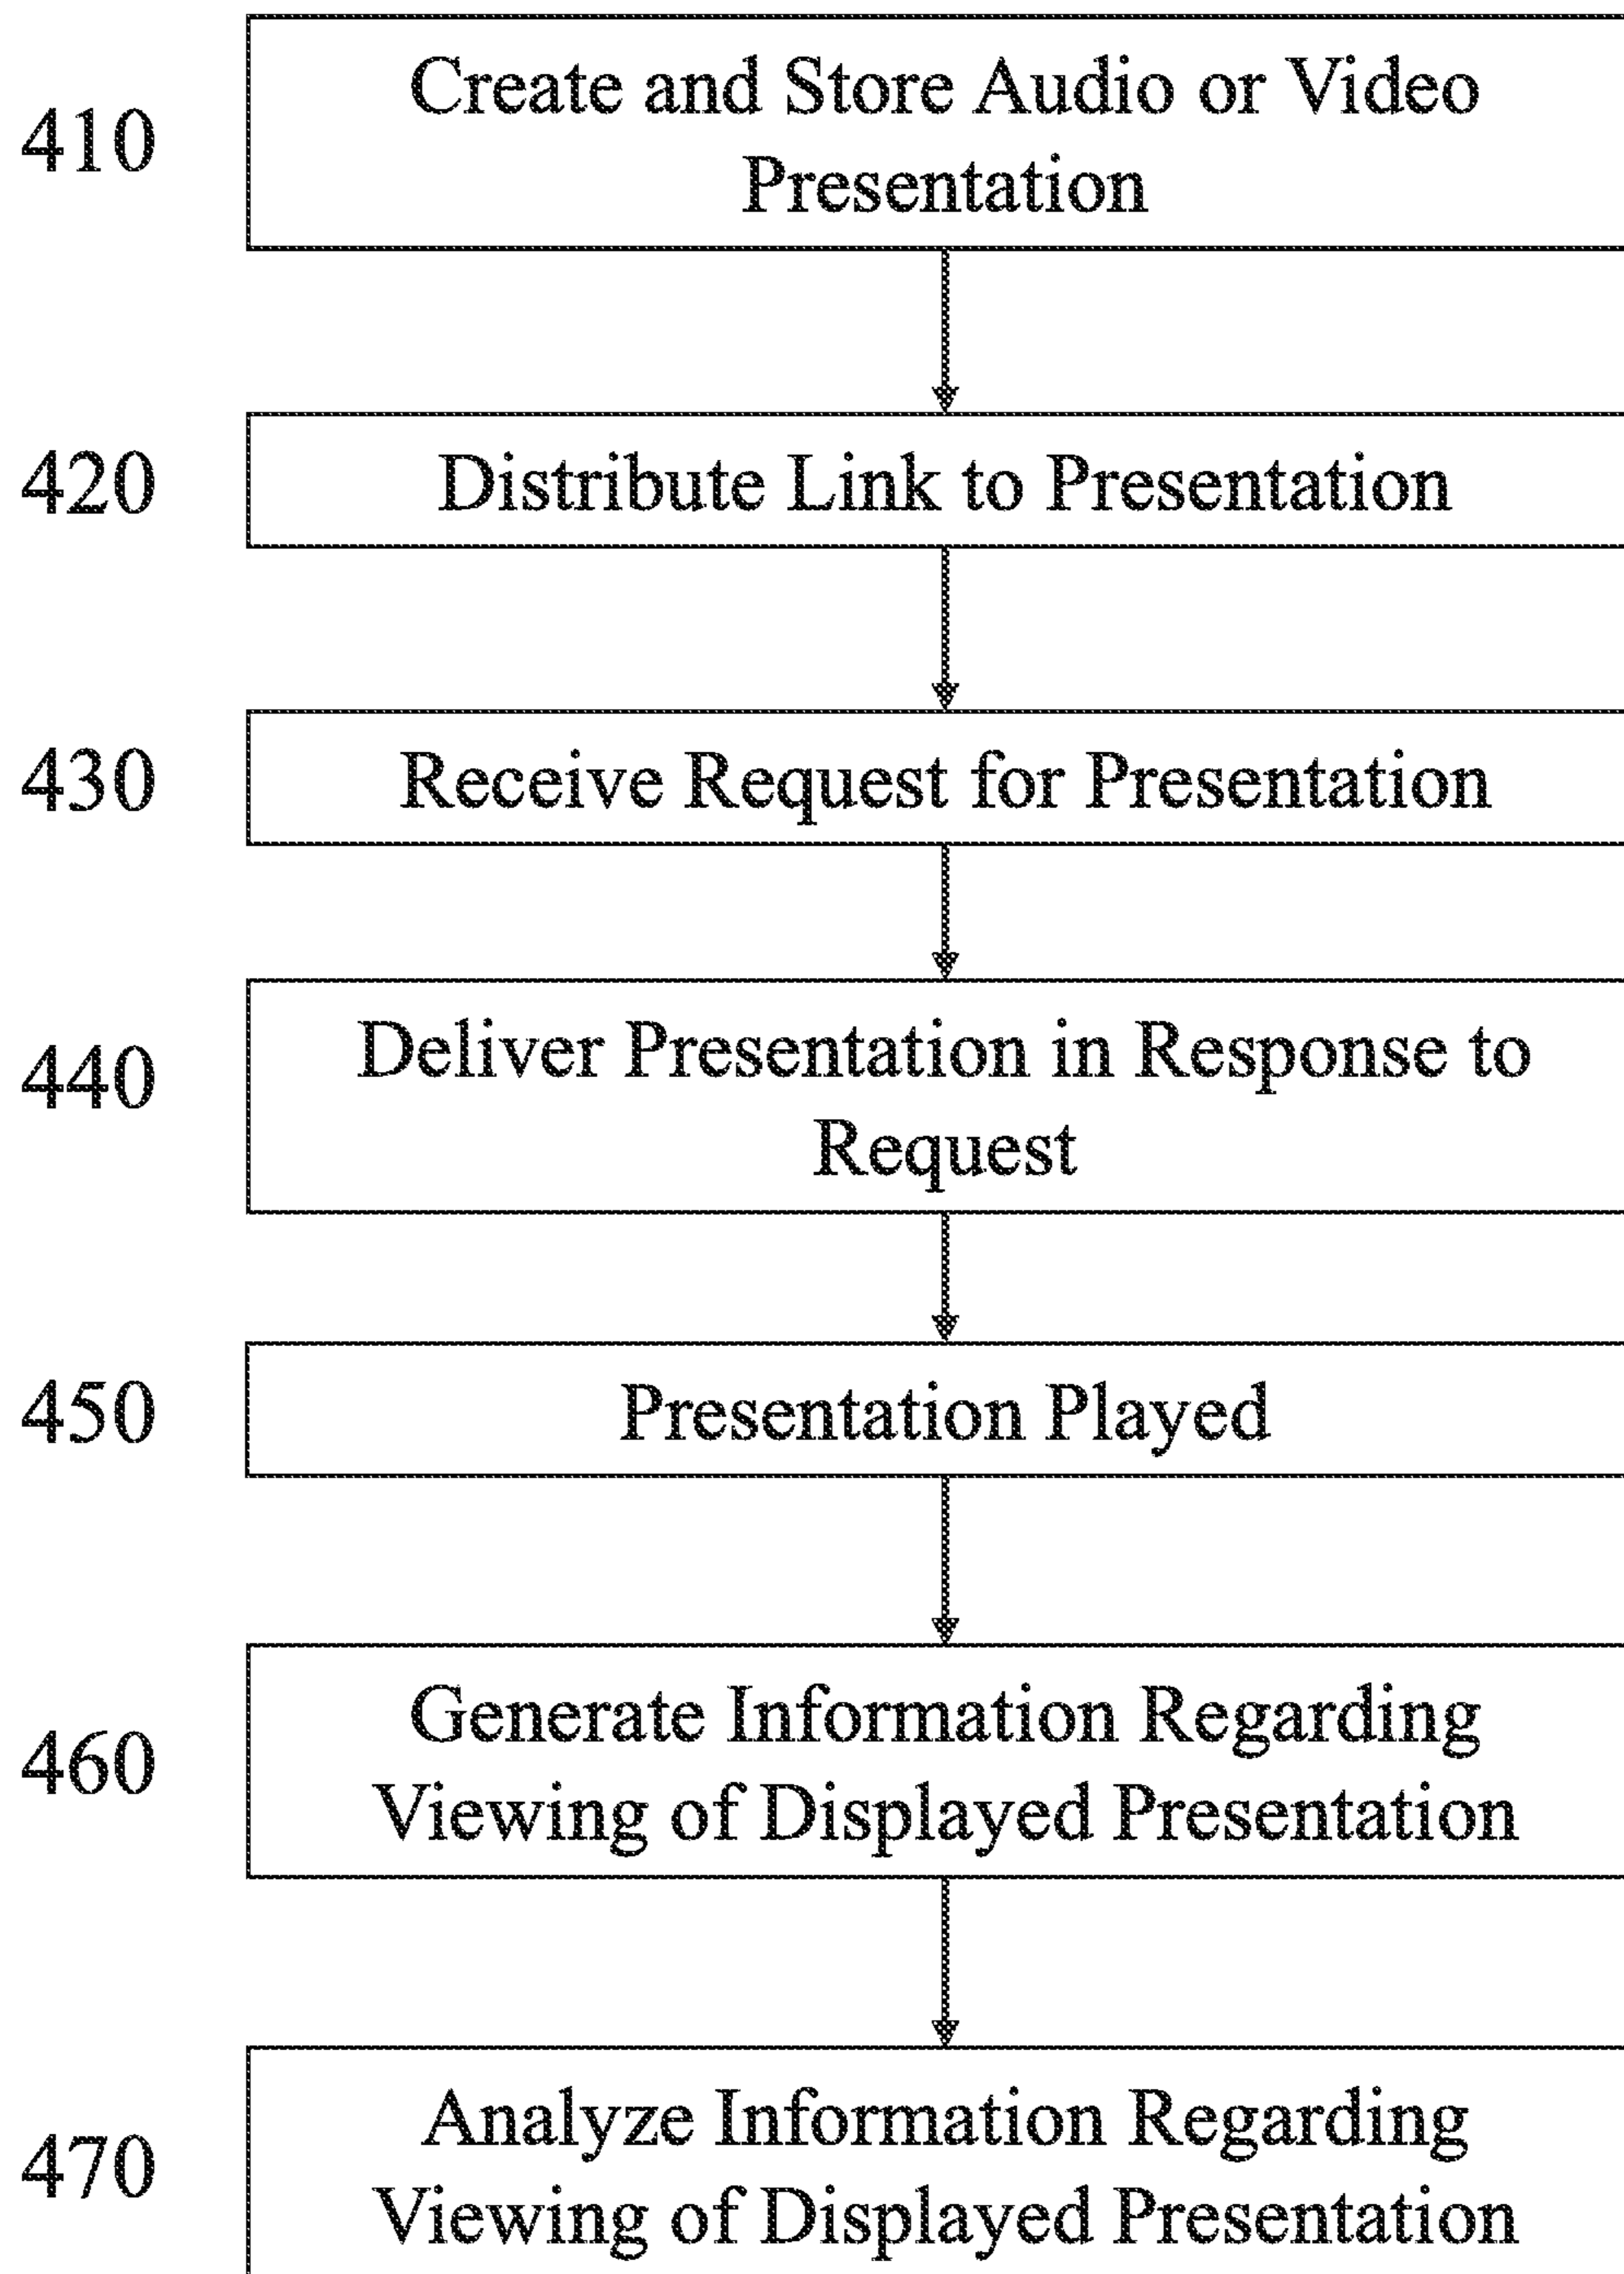 410
Create and Store Audio or Video
Presentation
420
Distribute Link to Presentation
430
Receive Request for Presentation
440
Deliver Presentation in Response to
Request
450
Presentation Played
460
Generate Information Regarding
Viewing of Displayed Presentation
470
Analyze Information Regarding
Viewing of Displayed Presentation